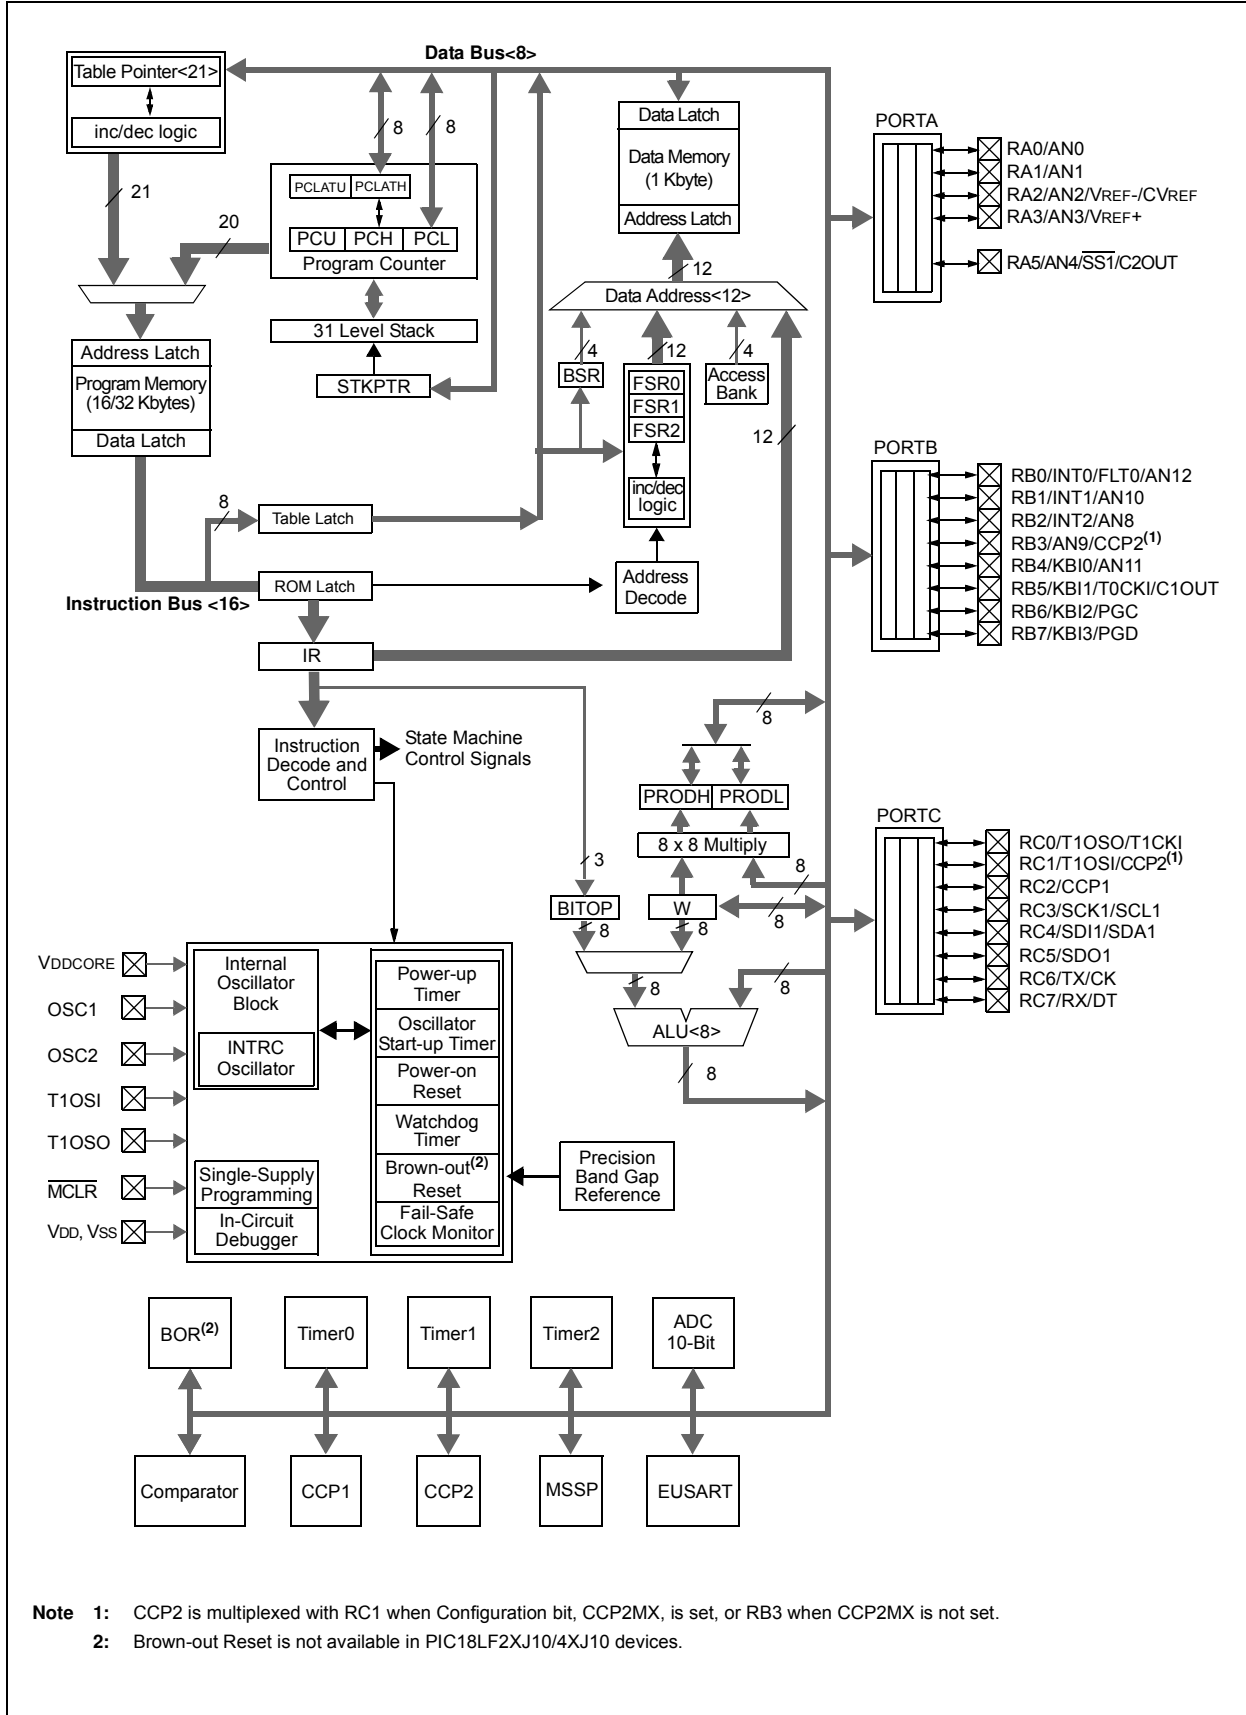 Data Bus<8>
Table Pointer<21>
inc/dec logic
21
20
8
8
PCLATU PCLATH
PCU PCH PCL
Program Counter
31 Level Stack
STKPTR
Data Latch
Data Memory
(1 Kbyte)
Address Latch
12
Data Address<12>
4
12
4
BSR
FSR0
FSR1
FSR2
inc/dec
logic
Access
Bank
12
Address Latch
Program Memory
(16/32 Kbytes)
Data Latch
8
Table Latch
ROM Latch
Instruction Bus <16>
Address
Decode
IR
Instruction
Decode and
Control
State Machine
Control Signals
8
PRODH PRODL
8 x 8 Multiply
3
8
BITOP
W
8
8
8
8
8
ALU<8>
8
PORTA
RA0/AN0
RA1/AN1
RA2/AN2/VREF-/CVREF
RA3/AN3/VREF+
RA5/AN4/SS1/C2OUT
PORTB
RB0/INT0/FLT0/AN12
RB1/INT1/AN10
RB2/INT2/AN8
RB3/AN9/CCP2(1)
RB4/KBI0/AN11
RB5/KBI1/T0CKI/C1OUT
RB6/KBI2/PGC
RB7/KBI3/PGD
PORTC
RC0/T1OSO/T1CKI
RC1/T1OSI/CCP2(1)
RC2/CCP1
RC3/SCK1/SCL1
RC4/SDI1/SDA1
RC5/SDO1
RC6/TX/CK
RC7/RX/DT
VDDCORE
OSC1
OSC2
T1OSI
T1OSO
MCLR
VDD, VSS
Internal
Oscillator
Block
INTRC
Oscillator
Single-Supply
Programming
In-Circuit
Debugger
Power-up
Timer
Oscillator
Start-up Timer
Power-on
Reset
Watchdog
Timer
Brown-out(2)
Reset
Fail-Safe
Clock Monitor
Precision
Band Gap
Reference
BOR(2)
Timer0
Timer1
Timer2
ADC
10-Bit
Comparator
CCP1
CCP2
MSSP
EUSART
Note 1: CCP2 is multiplexed with RC1 when Configuration bit, CCP2MX, is set, or RB3 when CCP2MX is not set.
2: Brown-out Reset is not available in PIC18LF2XJ10/4XJ10 devices.